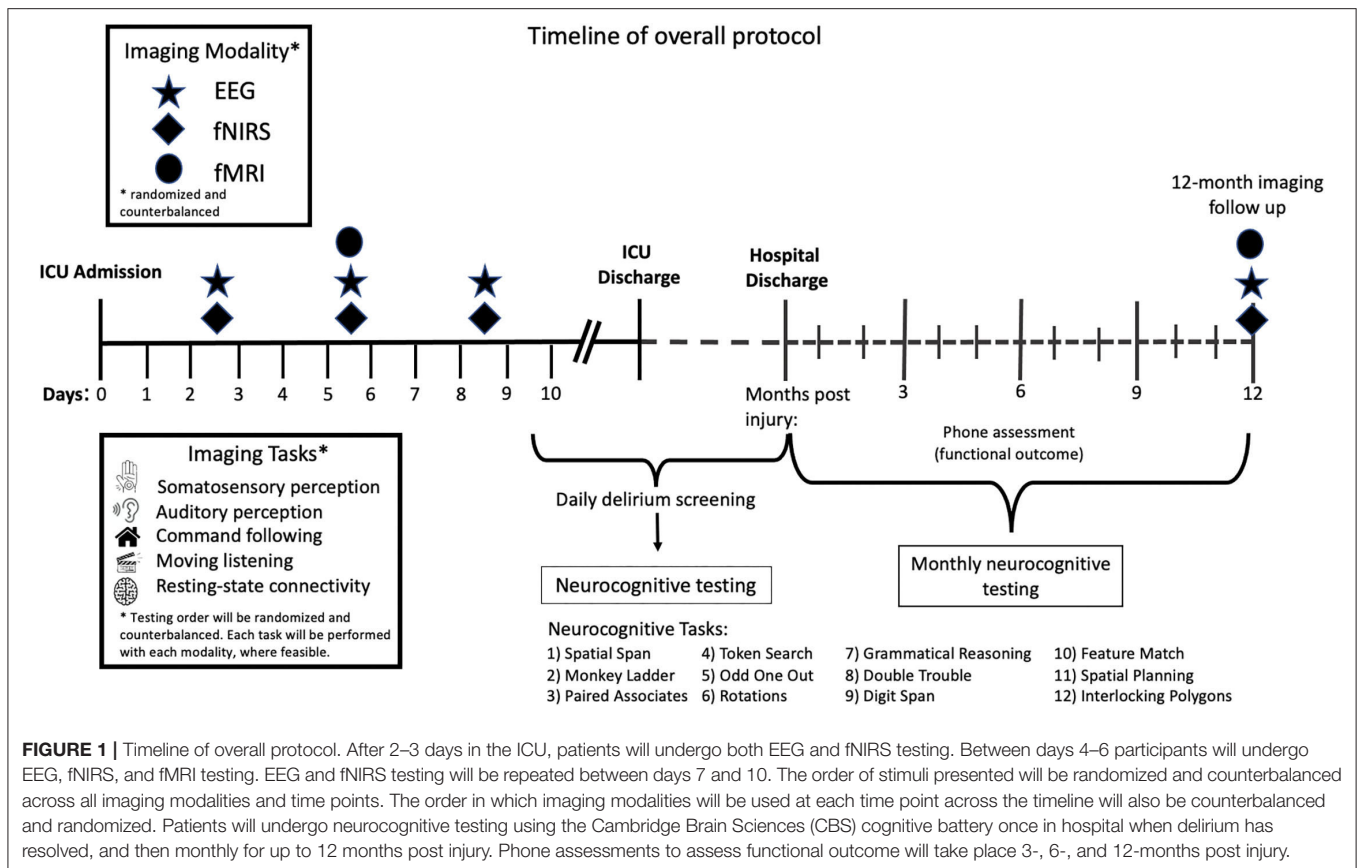 Timeline of overall protocol
Imaging Modality*
EEG
fNIRS
fMRI
* randomized and
counterbalanced
12-month imaging
follow up
ICU Admission
ICU
Discharge
Hospital
Discharge
Days: 0 1 2 3 4 5 6 7 8 9 10
Months post
injury:
3 6 9 12
Imaging Tasks*
Somatosensory perception
Auditory perception
Command following
Moving listening
Resting-state connectivity
* Testing order will be randomized and
counterbalanced. Each task will be performed
with each modality, where feasible.
Daily delirium screening
Neurocognitive testing
Phone assessment
(functional outcome)
Monthly neurocognitive
testing
Neurocognitive Tasks:
1) Spatial Span 4) Token Search 7) Grammatical Reasoning 10) Feature Match
2) Monkey Ladder 5) Odd One Out 8) Double Trouble 11) Spatial Planning
3) Paired Associates 6) Rotations 9) Digit Span 12) Interlocking Polygons
FIGURE 1 | Timeline of overall protocol. After 2–3 days in the ICU, patients will undergo both EEG and fNIRS testing. Between days 4–6 participants will undergo
EEG, fNIRS, and fMRI testing. EEG and fNIRS testing will be repeated between days 7 and 10. The order of stimuli presented will be randomized and counterbalanced
across all imaging modalities and time points. The order in which imaging modalities will be used at each time point across the timeline will also be counterbalanced
and randomized. Patients will undergo neurocognitive testing using the Cambridge Brain Sciences (CBS) cognitive battery once in hospital when delirium has
resolved, and then monthly for up to 12 months post injury. Phone assessments to assess functional outcome will take place 3-, 6-, and 12-months post injury.